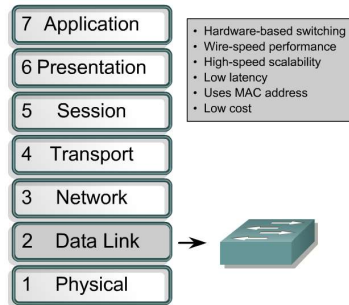 7 Application
6 Presentation
5 Session
4 Transport
3 Network
2 Data Link
1 Physical
• Hardware-based switching
• Wire-speed performance
• High-speed scalability
• Low latency
• Uses MAC address
• Low cost